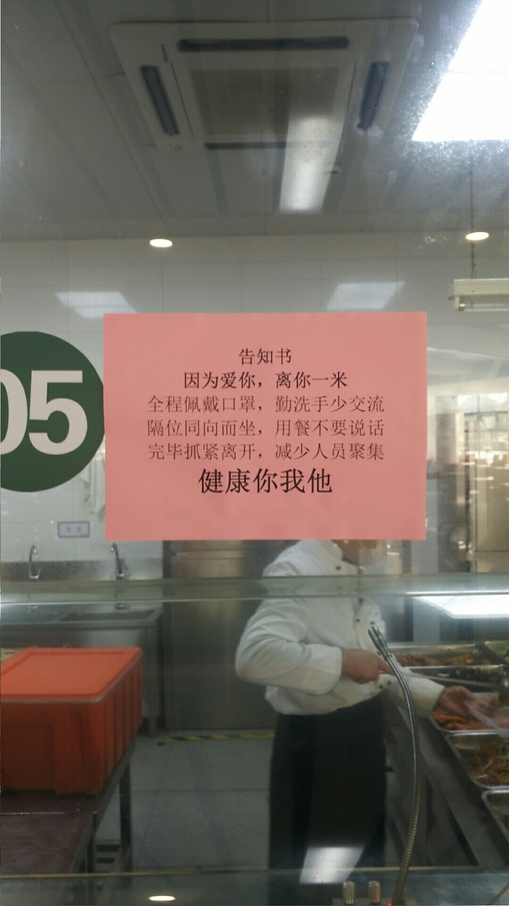 05
告知书
因为爱你，离你一米
全程佩戴口罩，勤洗手少交流
隔位同向而坐，用餐不要说话
完毕抓紧离开，减少人员聚集
健康你我他